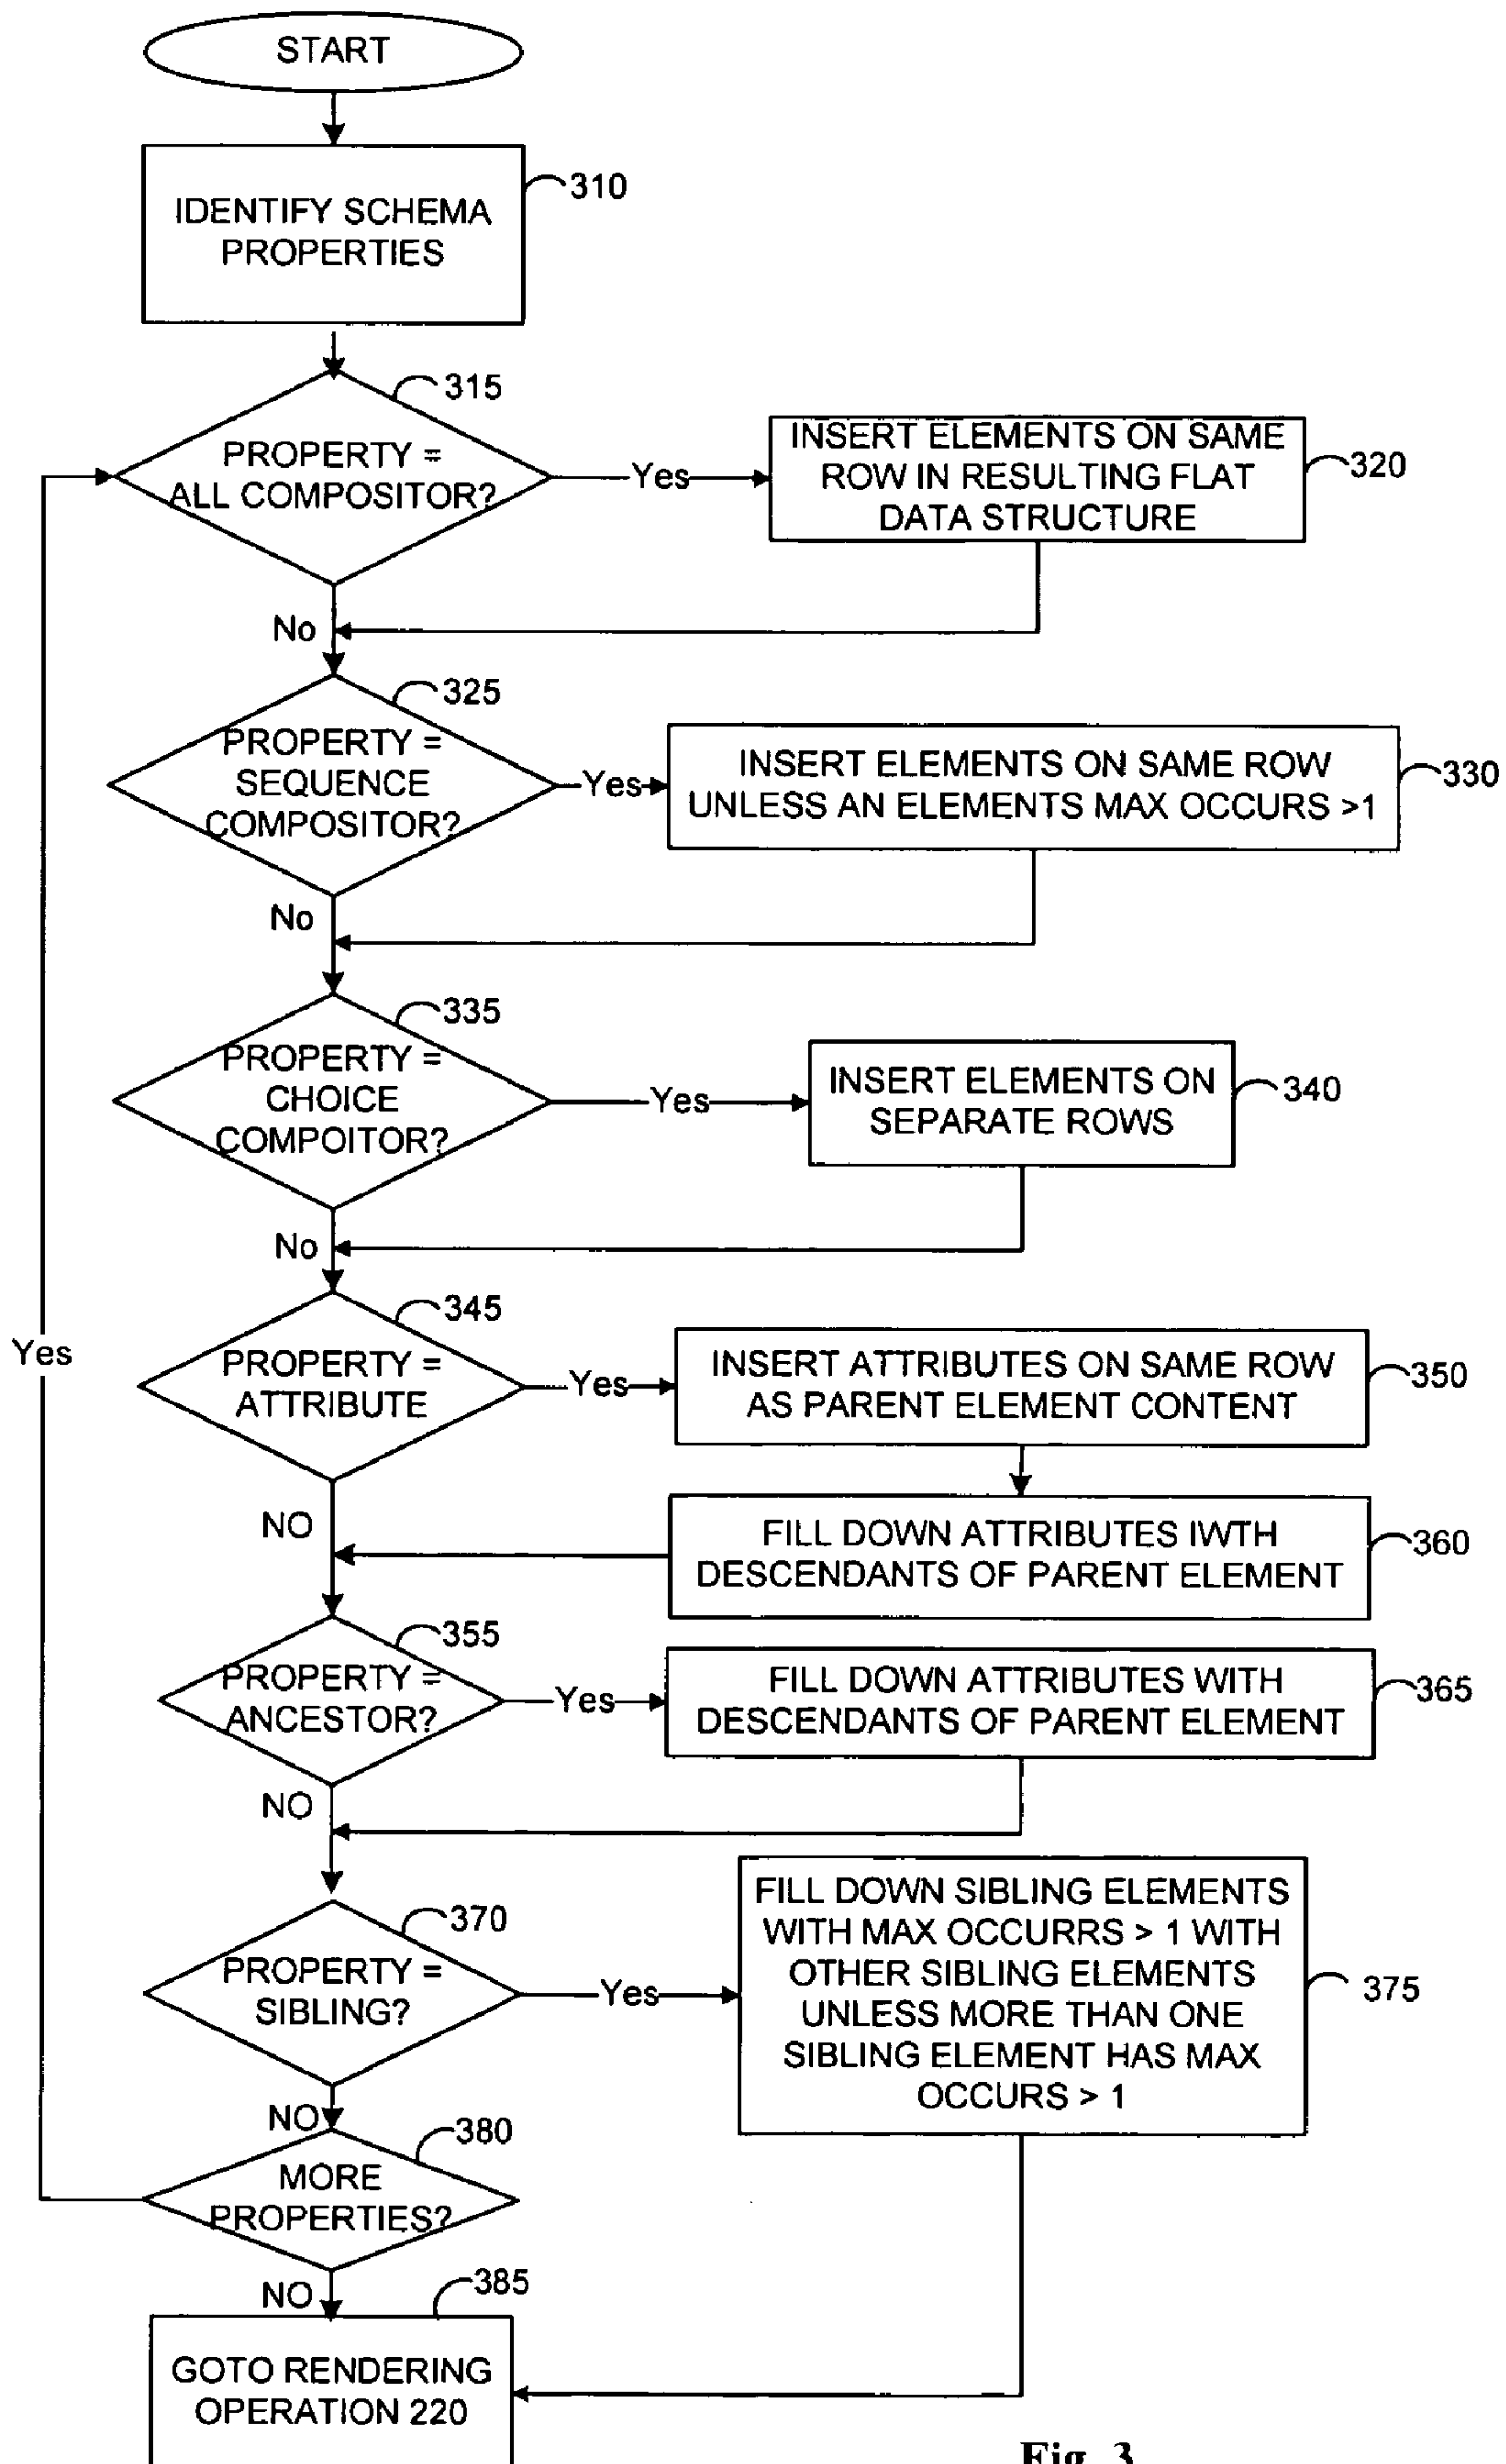 START
IDENTIFY SCHEMA
PROPERTIES
310
315
PROPERTY =
ALL COMPOSITOR?
Yes
INSERT ELEMENTS ON SAME
ROW IN RESULTING FLAT
DATA STRUCTURE
320
No
325
PROPERTY =
SEQUENCE
COMPOSITOR?
Yes
INSERT ELEMENTS ON SAME ROW
UNLESS AN ELEMENTS MAX OCCURS >1
330
No
335
PROPERTY =
CHOICE
COMPOITOR?
Yes
INSERT ELEMENTS ON
SEPARATE ROWS
340
No
345
PROPERTY =
ATTRIBUTE
Yes
INSERT ATTRIBUTES ON SAME ROW
AS PARENT ELEMENT CONTENT
350
Yes
NO
FILL DOWN ATTRIBUTES IWTH
DESCENDANTS OF PARENT ELEMENT
360
355
PROPERTY =
ANCESTOR?
Yes
FILL DOWN ATTRIBUTES WITH
DESCENDANTS OF PARENT ELEMENT
365
NO
370
PROPERTY =
SIBLING?
Yes
FILL DOWN SIBLING ELEMENTS
WITH MAX OCCURRS > 1 WITH
OTHER SIBLING ELEMENTS
UNLESS MORE THAN ONE
SIBLING ELEMENT HAS MAX
OCCURS > 1
375
NO
380
MORE
PROPERTIES?
NO
385
GOTO RENDERING
OPERATION 220
Fig. 3